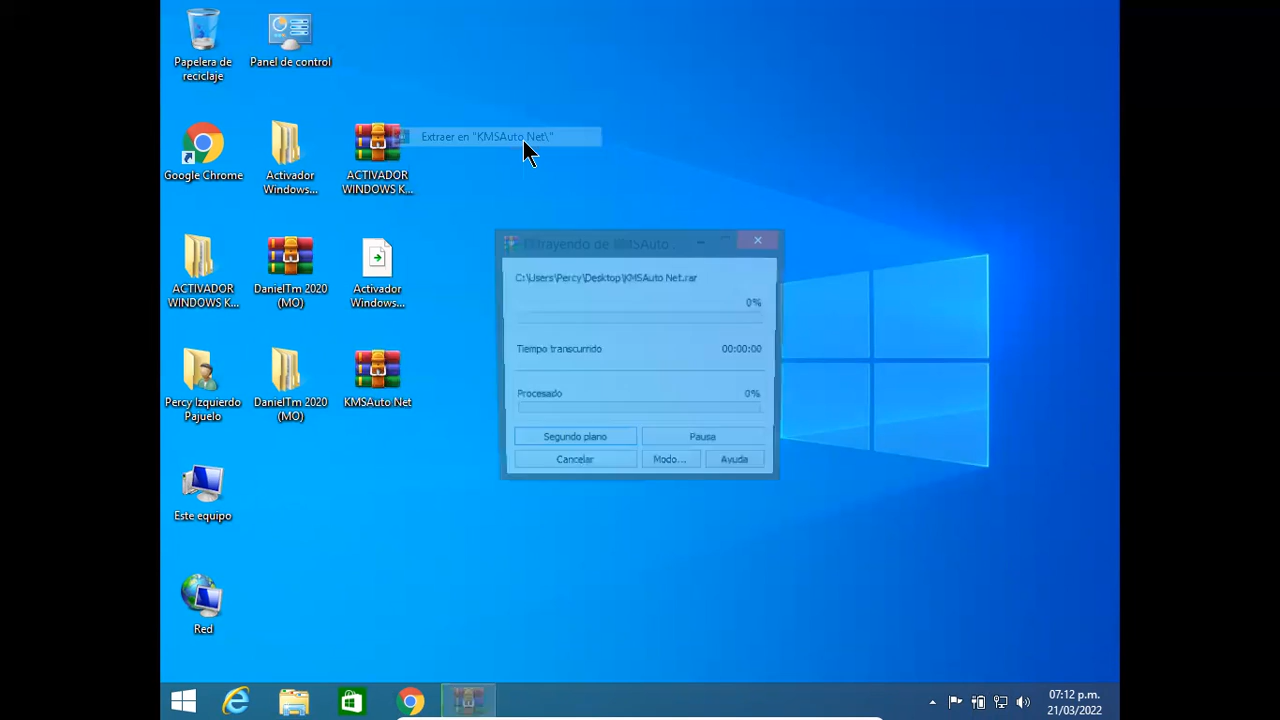 Papelera de
reciclaje
Panel de control
Google Chrome
Activador
Windows...
ACTIVADOR
WINDOWS K...
Extraer en "KMSAuto Net\"
ACTIVADOR
WINDOWS K...
DanielTm 2020
(MO)
Activador
Windows...
Percy Izquierdo
Pajuelo
DanielTm 2020
(MO)
KMSAuto Net
Este equipo
Red
Extrayendo de KMSAuto
C:\Users\Percy\Desktop\KMSAuto Net.rar
0%
Tiempo transcurrido 00:00:00
Procesado 0%
Segundo plano Pausa
Cancelar Modo... Ayuda
07:12 p.m.
21/03/2022